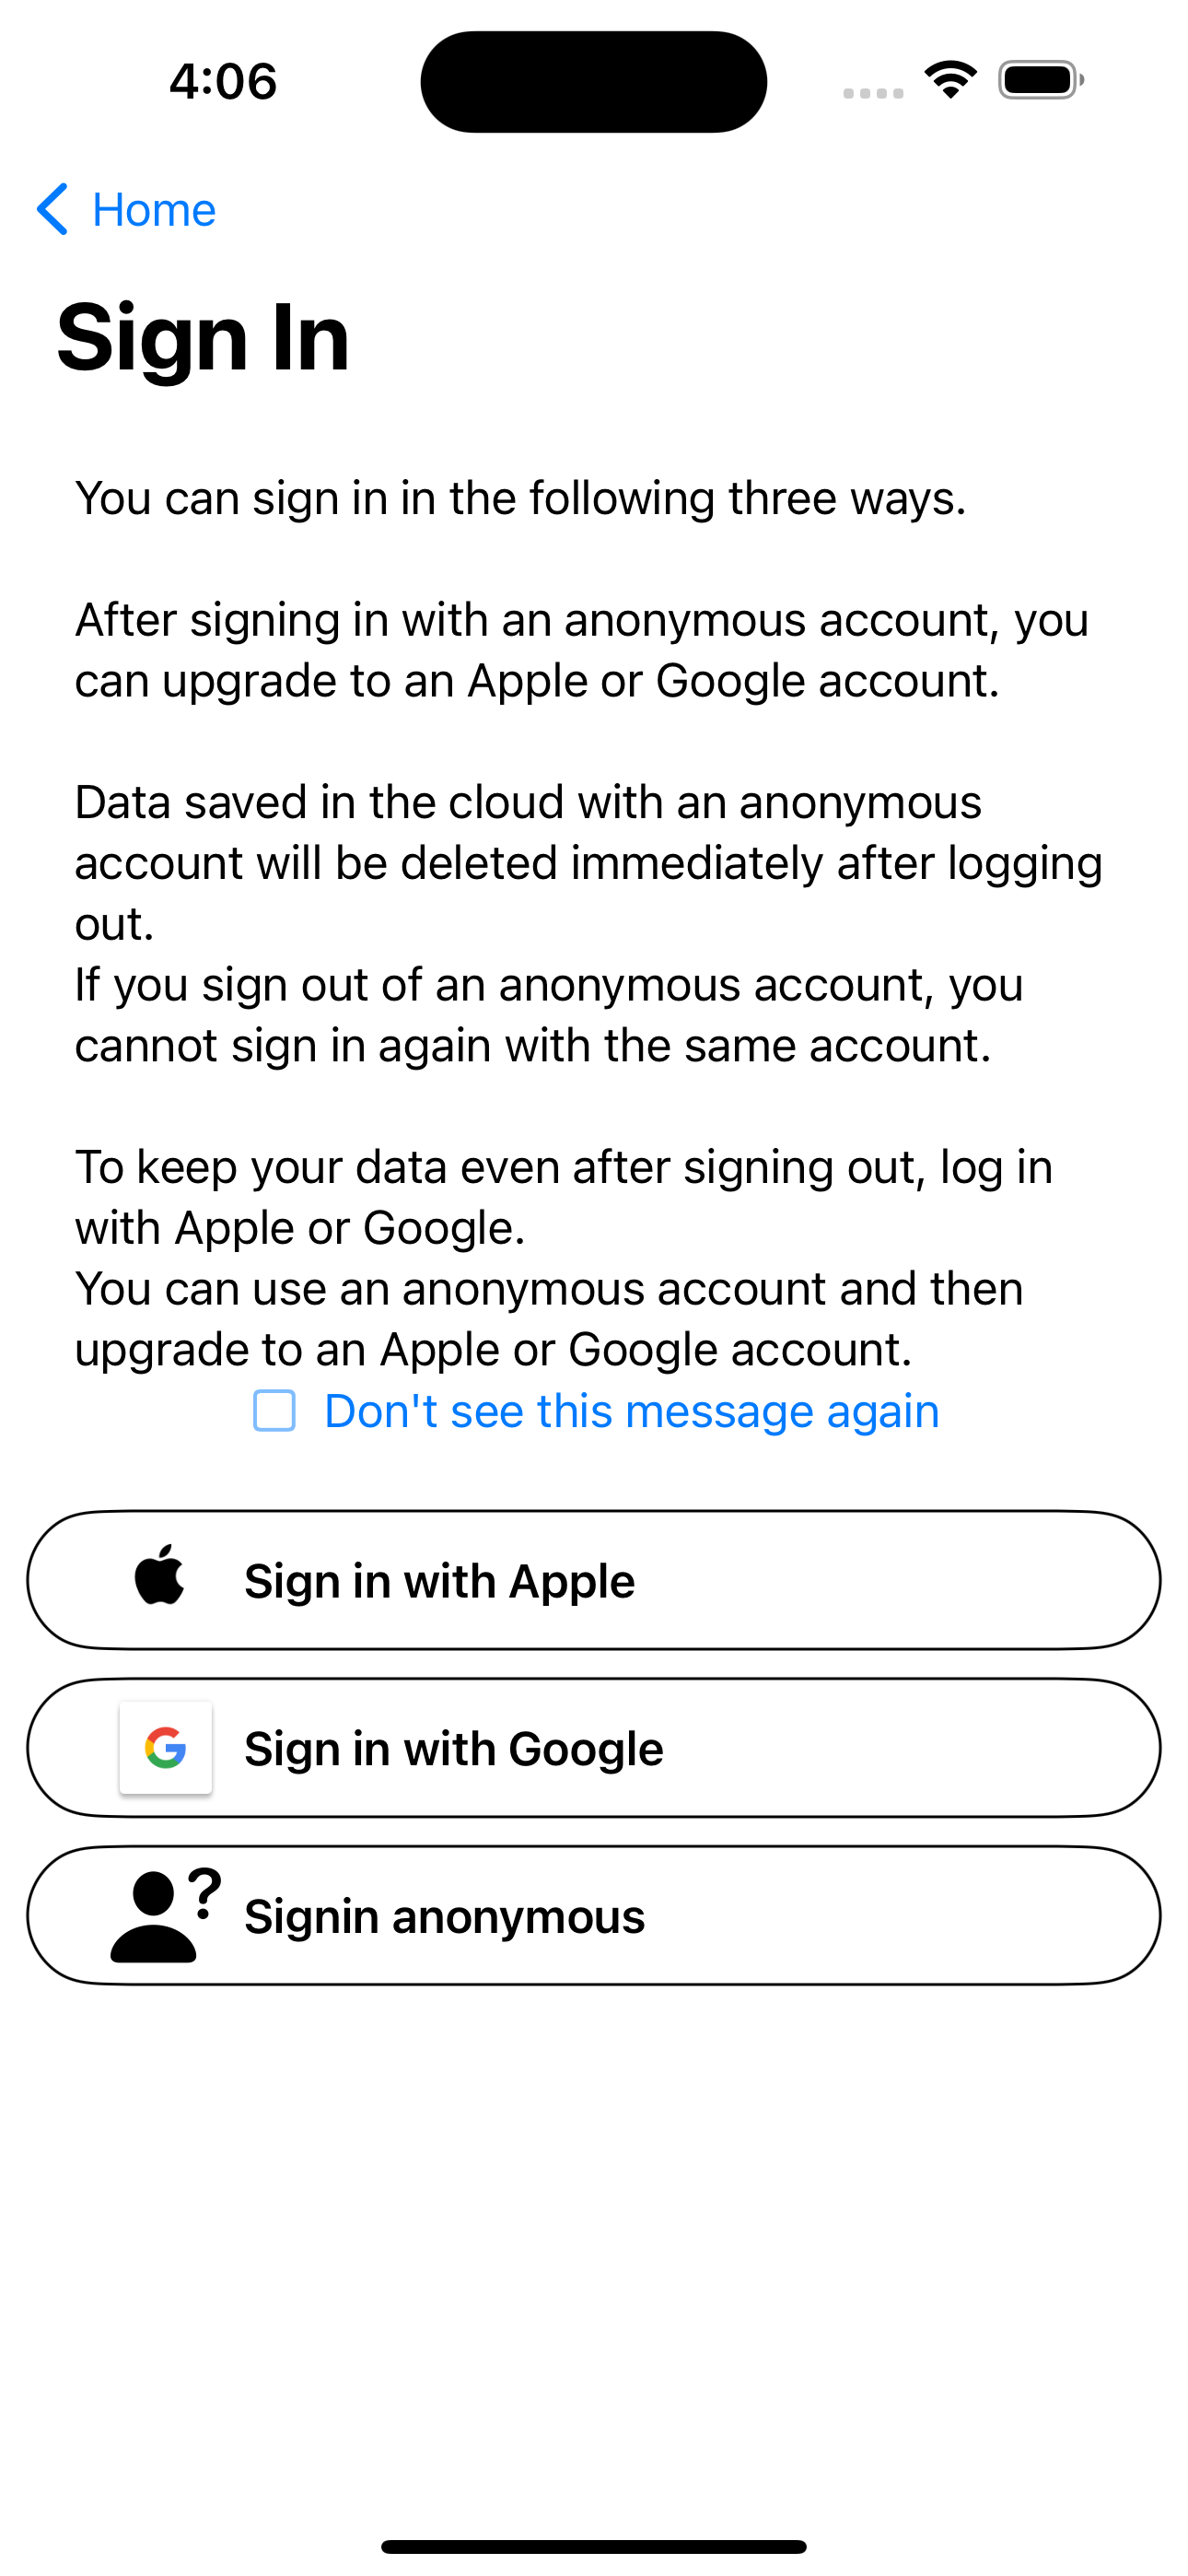 4:06
Home
Sign In
You can sign in in the following three ways.
After signing in with an anonymous account, you
can upgrade to an Apple or Google account.
Data saved in the cloud with an anonymous
account will be deleted immediately after logging
out.
If you sign out of an anonymous account, you
cannot sign in again with the same account.
To keep your data even after signing out, log in
with Apple or Google.
You can use an anonymous account and then
upgrade to an Apple or Google account.
Don't see this message again
Sign in with Apple
Sign in with Google
Signin anonymous